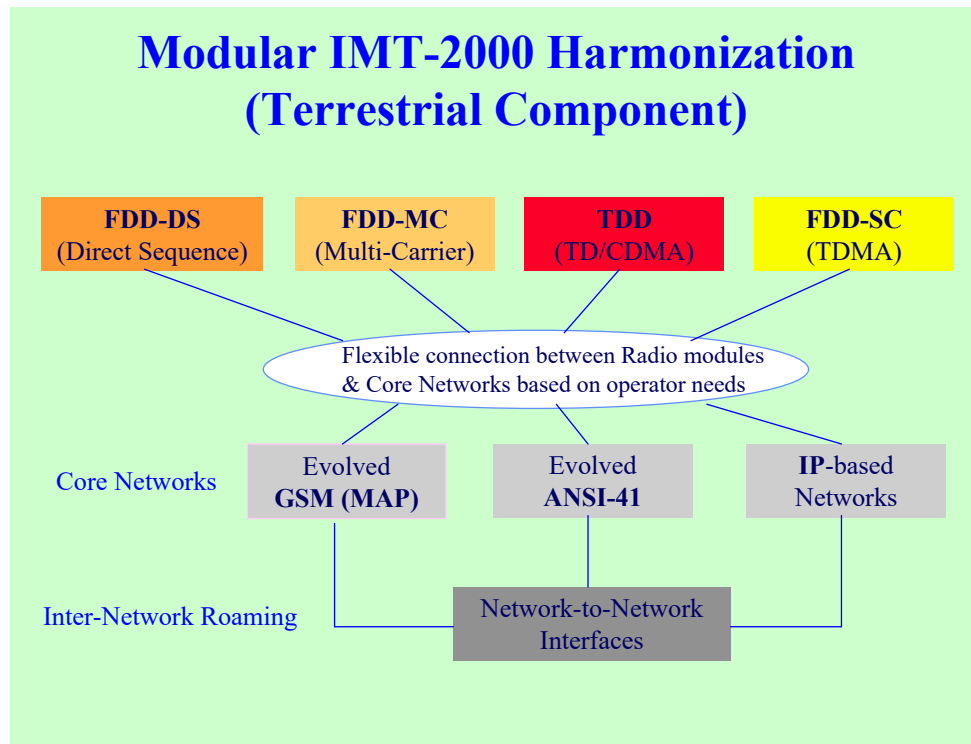 Modular IMT-2000 Harmonization
(Terrestrial Component)
FDD-DS
(Direct Sequence)
FDD-MC
(Multi-Carrier)
TDD
(TD/CDMA)
FDD-SC
(TDMA)
Flexible connection between Radio modules
& Core Networks based on operator needs
Core Networks
Evolved
GSM (MAP)
Evolved
ANSI-41
IP-based
Networks
Inter-Network Roaming
Network-to-Network
Interfaces